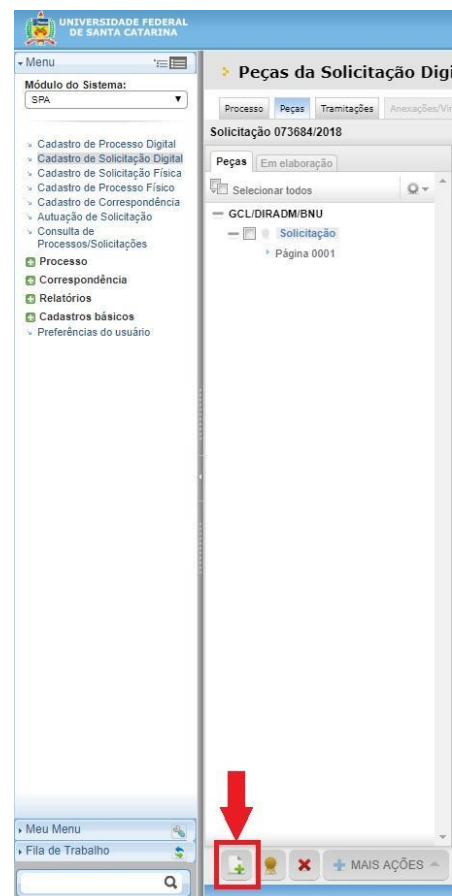 UNIVERSIDADE FEDERAL
DE SANTA CATARINA
Menu
Módulo do Sistema:
SPA
Cadastro de Processo Digital
Cadastro de Solicitação Digital
Cadastro de Solicitação Física
Cadastro de Processo Físico
Cadastro de Correspondência
Autuação de Solicitação
Consulta de
Processos/Solicitações
Processo
Correspondência
Relatórios
Cadastros básicos
Preferências do usuário
Meu Menu
Fila de Trabalho
Peças da Solicitação Digi
Processo Peças Tramitações Anexações/Vin
Solicitação 073684/2018
Peças Em elaboração
Selecionar todos
GCL/DIRADM/BNU
Solicitação
Página 0001
MAIS AÇÕES